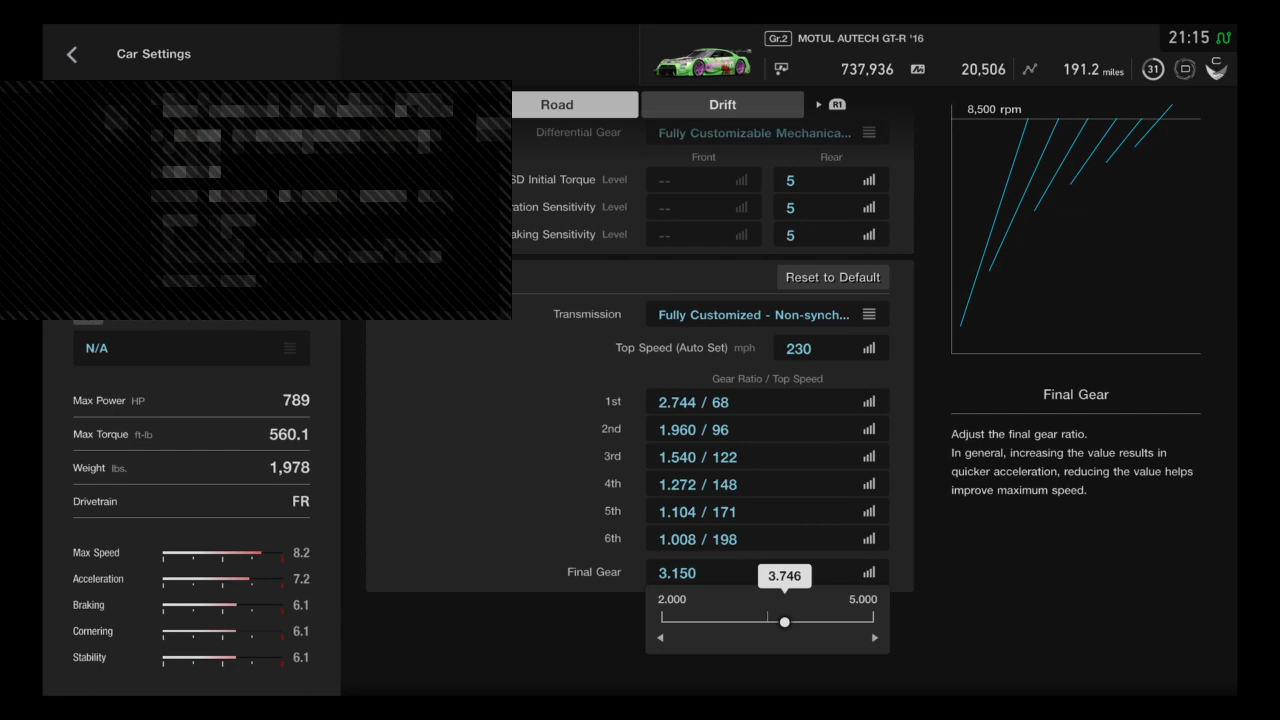 Car Settings
Gr.2 MOTUL AUTECH GT-R '16
21:15
737,936 20,506 191.2 miles 31 C
Road Drift R1
Differential Gear Fully Customizable Mechanica...
Front Rear
SD Initial Torque Level -- 5
ration Sensitivity Level -- 5
aking Sensitivity Level -- 5
Reset to Default
Transmission Fully Customized - Non-synch...
Top Speed (Auto Set) mph 230
Gear Ratio / Top Speed
1st 2.744 / 68
2nd 1.960 / 96
3rd 1.540 / 122
4th 1.272 / 148
5th 1.104 / 171
6th 1.008 / 198
Final Gear 3.150
3.746
2.000 5.000
N/A
Max Power HP 789
Max Torque ft-lb 560.1
Weight lbs. 1,978
Drivetrain FR
Max Speed 8.2
Acceleration 7.2
Braking 6.1
Cornering 6.1
Stability 6.1
8,500 rpm
Final Gear
Adjust the final gear ratio.
In general, increasing the value results in
quicker acceleration, reducing the value helps
improve maximum speed.